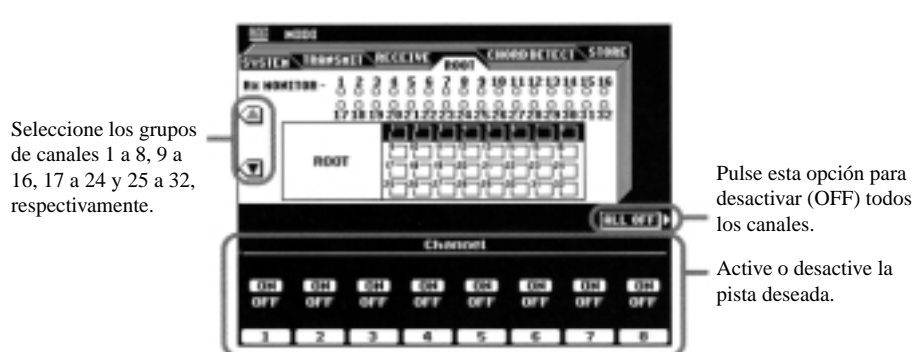 MIDI
SYSTEM TRANSMIT RECEIVE ROOT CHORD DETECT STORE
Rx MONITOR - 1 2 3 4 5 6 7 8 9 10 11 12 13 14 15 16
17 18 19 20 21 22 23 24 25 26 27 28 29 30 31 32
Seleccione los grupos
de canales 1 a 8, 9 a
16, 17 a 24 y 25 a 32,
respectivamente.
ROOT
Pulse esta opción para
desactivar (OFF) todos
los canales.
ALL OFF
Channel
Active o desactive la
pista deseada.
ON ON ON ON ON ON ON ON
OFF OFF OFF OFF OFF OFF OFF OFF
1 2 3 4 5 6 7 8